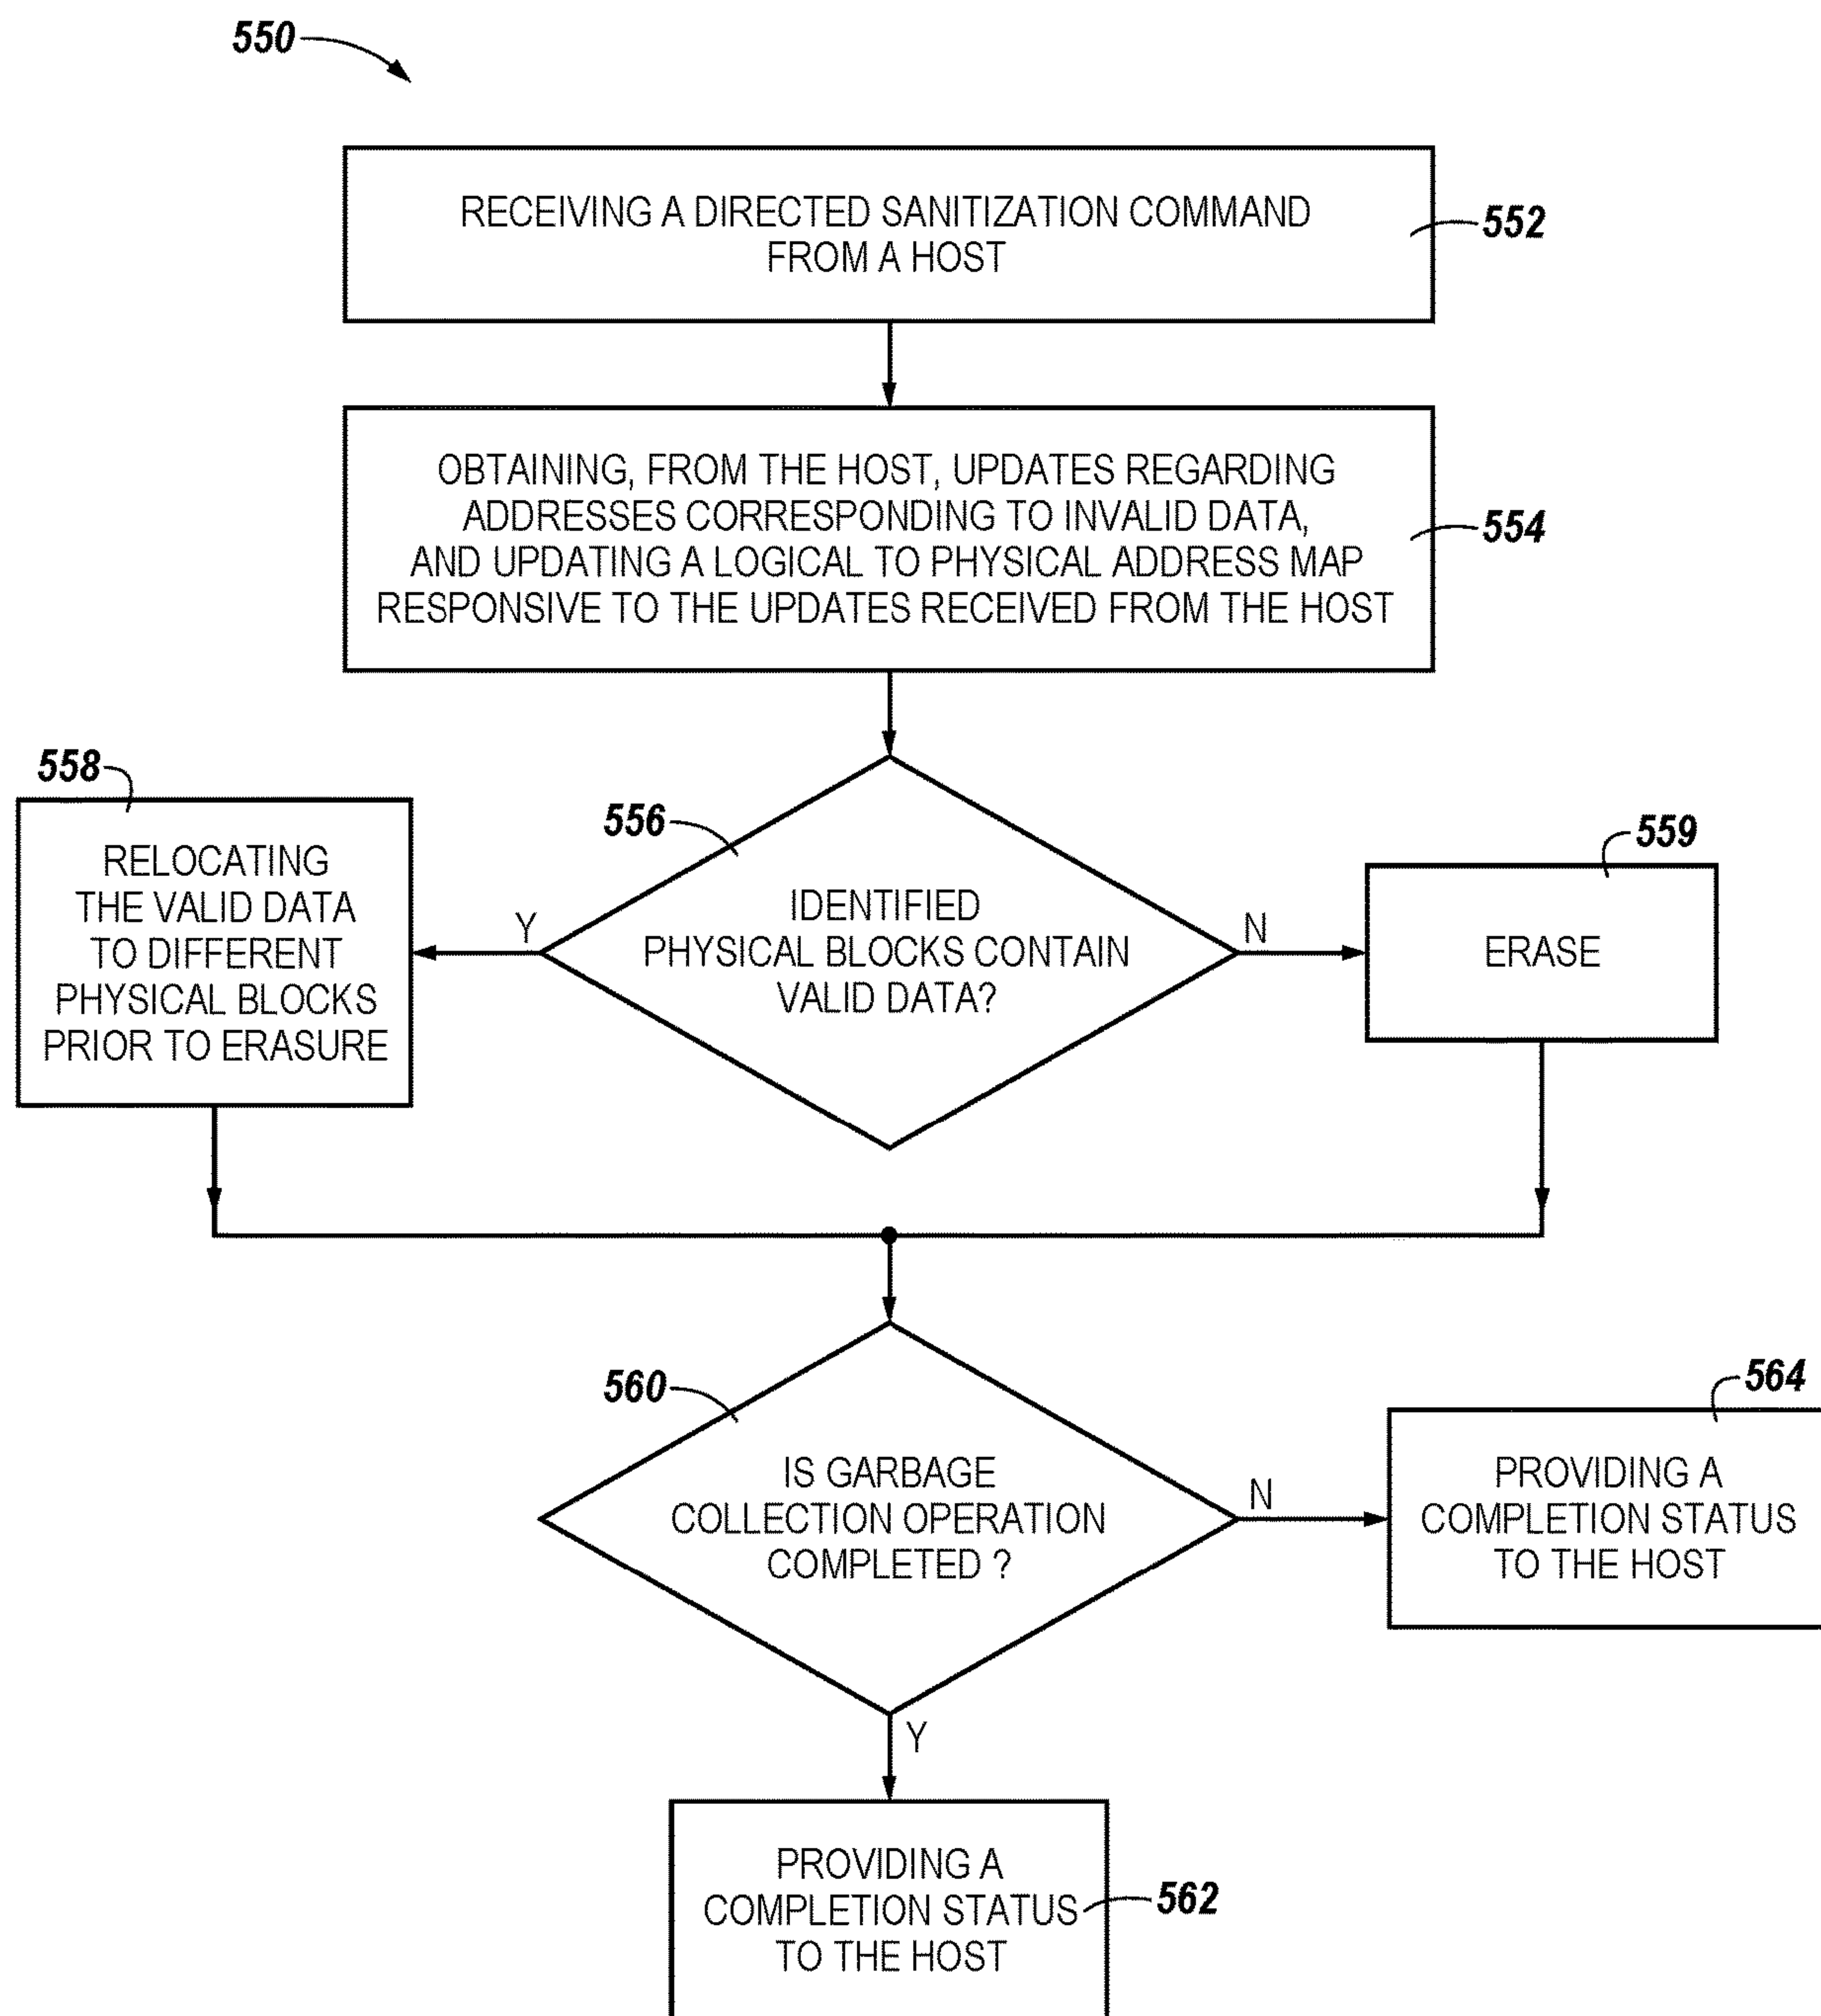 550
RECEIVING A DIRECTED SANITIZATION COMMAND
FROM A HOST
552
OBTAINING, FROM THE HOST, UPDATES REGARDING
ADDRESSES CORRESPONDING TO INVALID DATA,
AND UPDATING A LOGICAL TO PHYSICAL ADDRESS MAP
RESPONSIVE TO THE UPDATES RECEIVED FROM THE HOST
554
558
RELOCATING
THE VALID DATA
TO DIFFERENT
PHYSICAL BLOCKS
PRIOR TO ERASURE
Y
556
IDENTIFIED
PHYSICAL BLOCKS CONTAIN
VALID DATA?
N
559
ERASE
560
IS GARBAGE
COLLECTION OPERATION
COMPLETED ?
N
564
PROVIDING A
COMPLETION STATUS
TO THE HOST
Y
PROVIDING A
COMPLETION STATUS
TO THE HOST
562